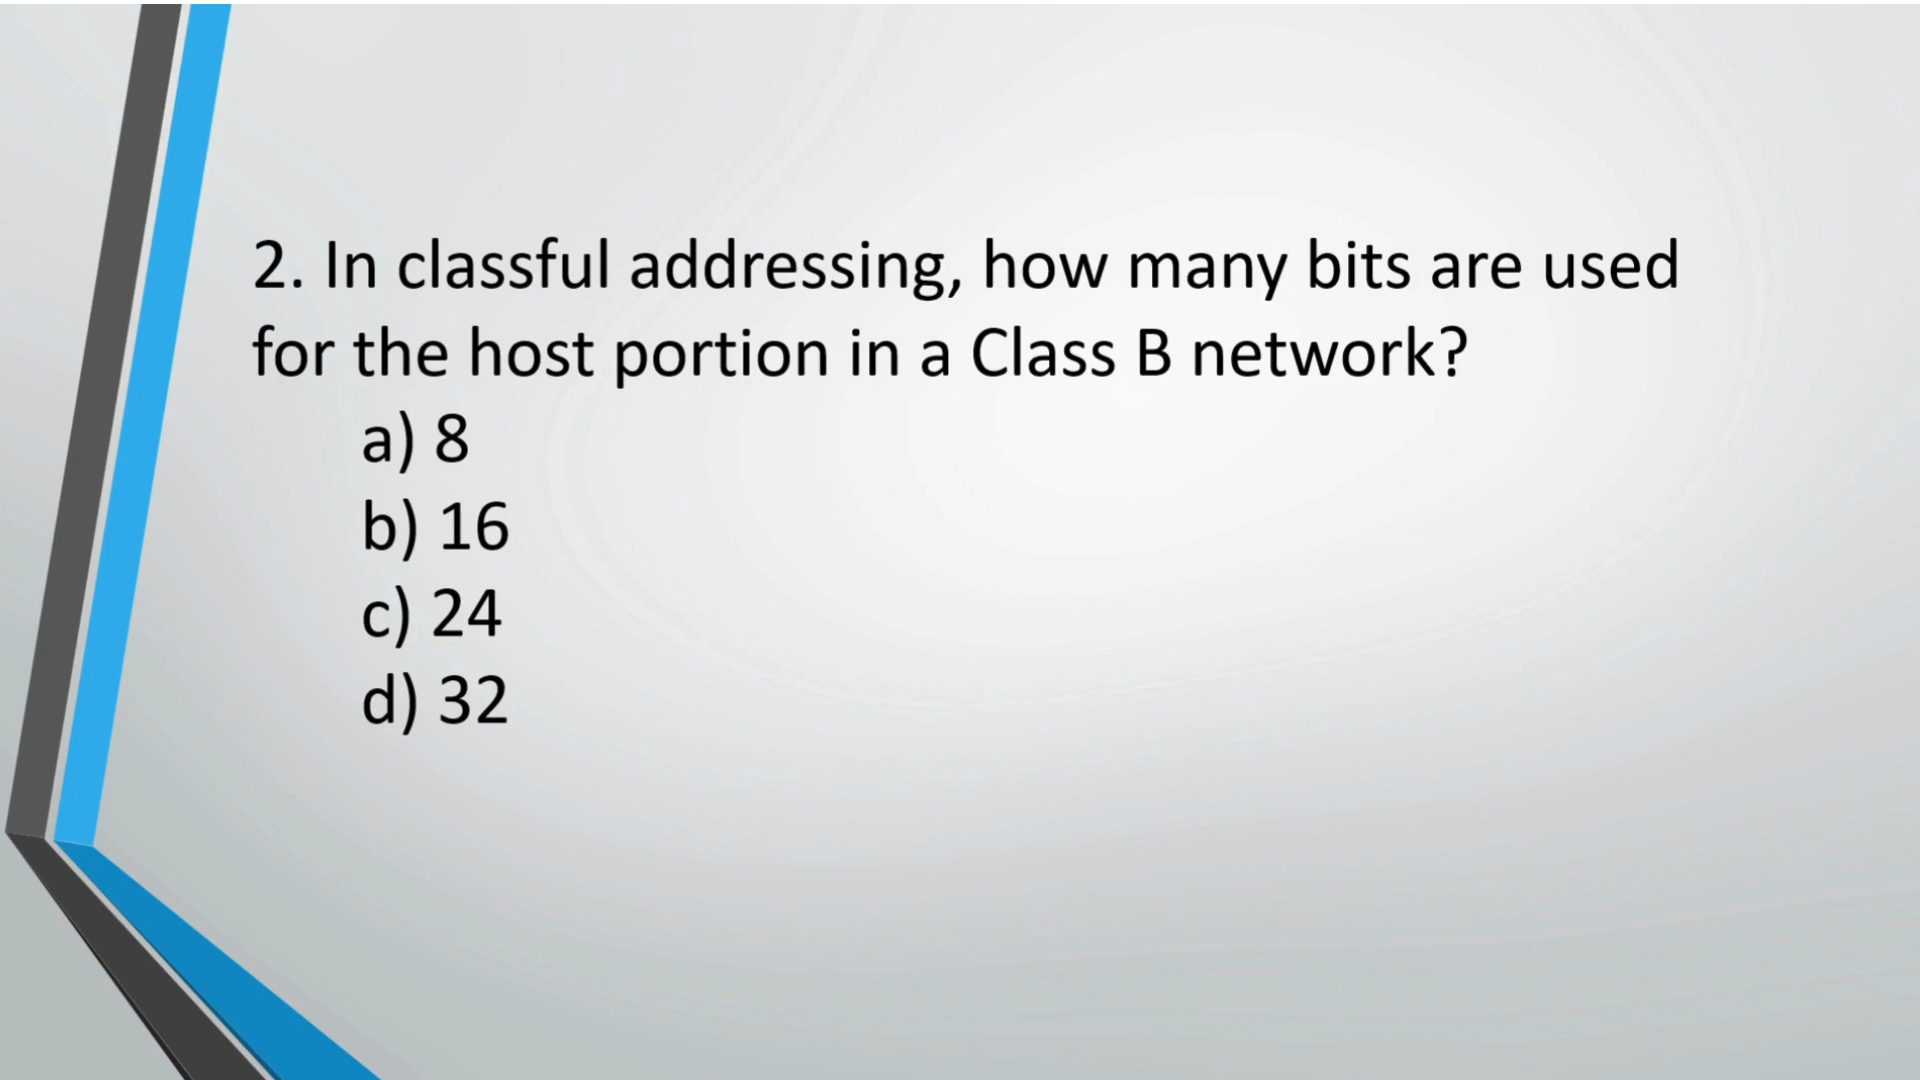 2. In classful addressing, how many bits are used
for the host portion in a Class B network?
a) 8
b) 16
c) 24
d) 32